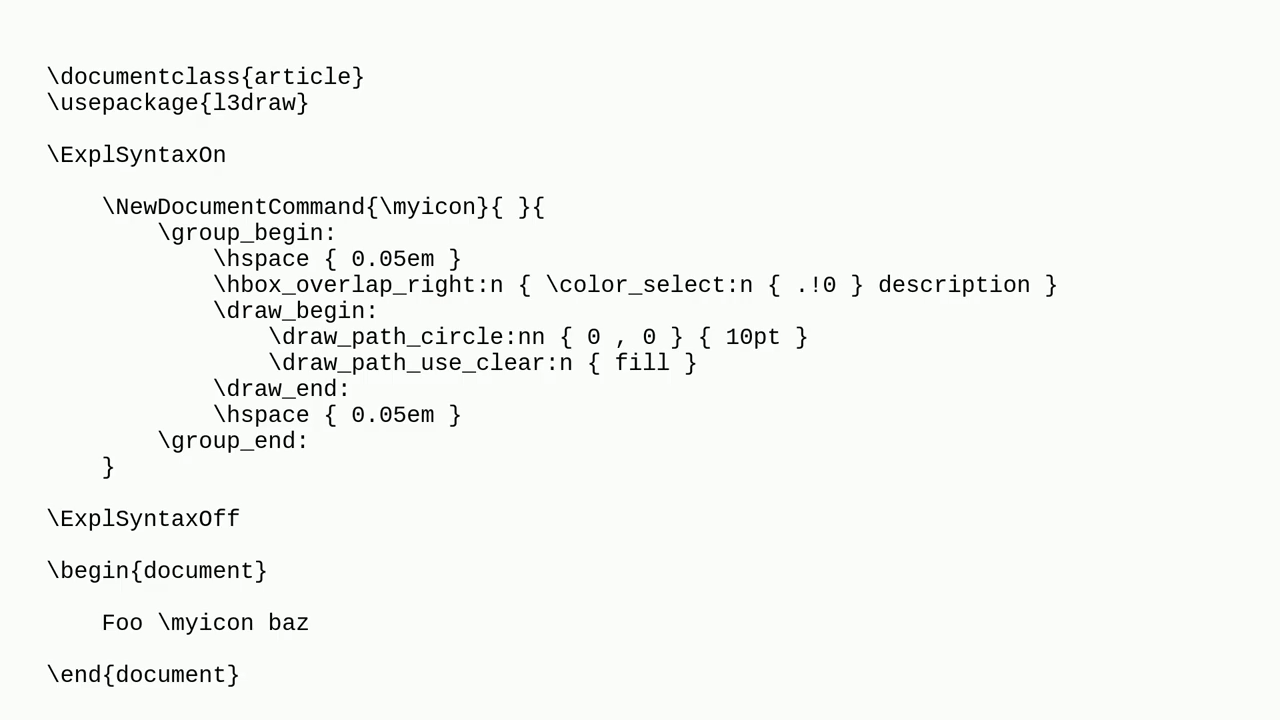 \documentclass{article}
\usepackage{l3draw}

\ExplSyntaxOn

    \NewDocumentCommand{\myicon}{ }{
        \group_begin:
            \hspace { 0.05em }
            \hbox_overlap_right:n { \color_select:n { .!0 } description }
            \draw_begin:
                \draw_path_circle:nn { 0 , 0 } { 10pt }
                \draw_path_use_clear:n { fill }
            \draw_end:
            \hspace { 0.05em }
        \group_end:
    }

\ExplSyntaxOff

\begin{document}

    Foo \myicon baz

\end{document}